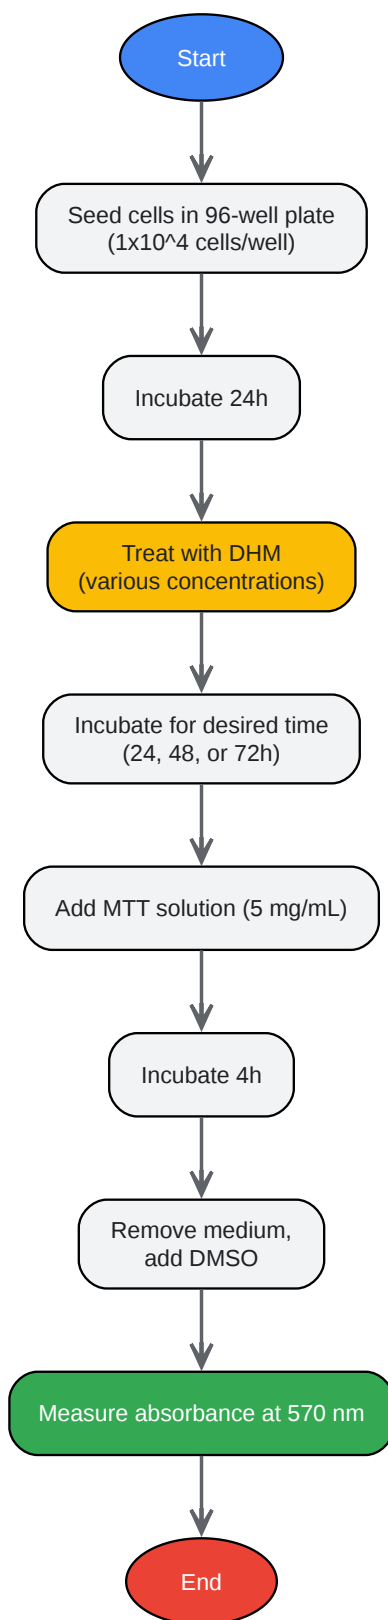 Start
Seed cells in 96-well plate
(1x10^4 cells/well)
Incubate 24h
Treat with DHM
(various concentrations)
Incubate for desired time
(24, 48, or 72h)
Add MTT solution (5 mg/mL)
Incubate 4h
Remove medium,
add DMSO
Measure absorbance at 570 nm
End